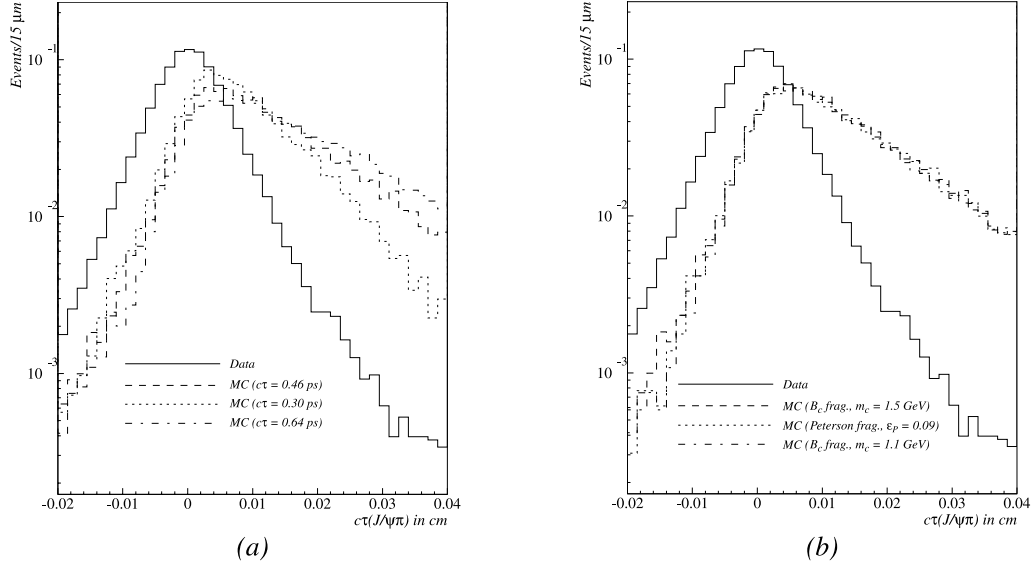 Events/15 μm
10⁻¹
10⁻²
10⁻³
Data
MC (cτ = 0.46 ps)
MC (cτ = 0.30 ps)
MC (cτ = 0.64 ps)
-0.02 -0.01 0 0.01 0.02 0.03 0.04
cτ(J/ψπ) in cm
(a)
Events/15 μm
10⁻¹
10⁻²
10⁻³
Data
MC (B_c frag., m_c = 1.5 GeV)
MC (Peterson frag., ε_P = 0.09)
MC (B_c frag., m_c = 1.1 GeV)
-0.02 -0.01 0 0.01 0.02 0.03 0.04
cτ(J/ψπ) in cm
(b)